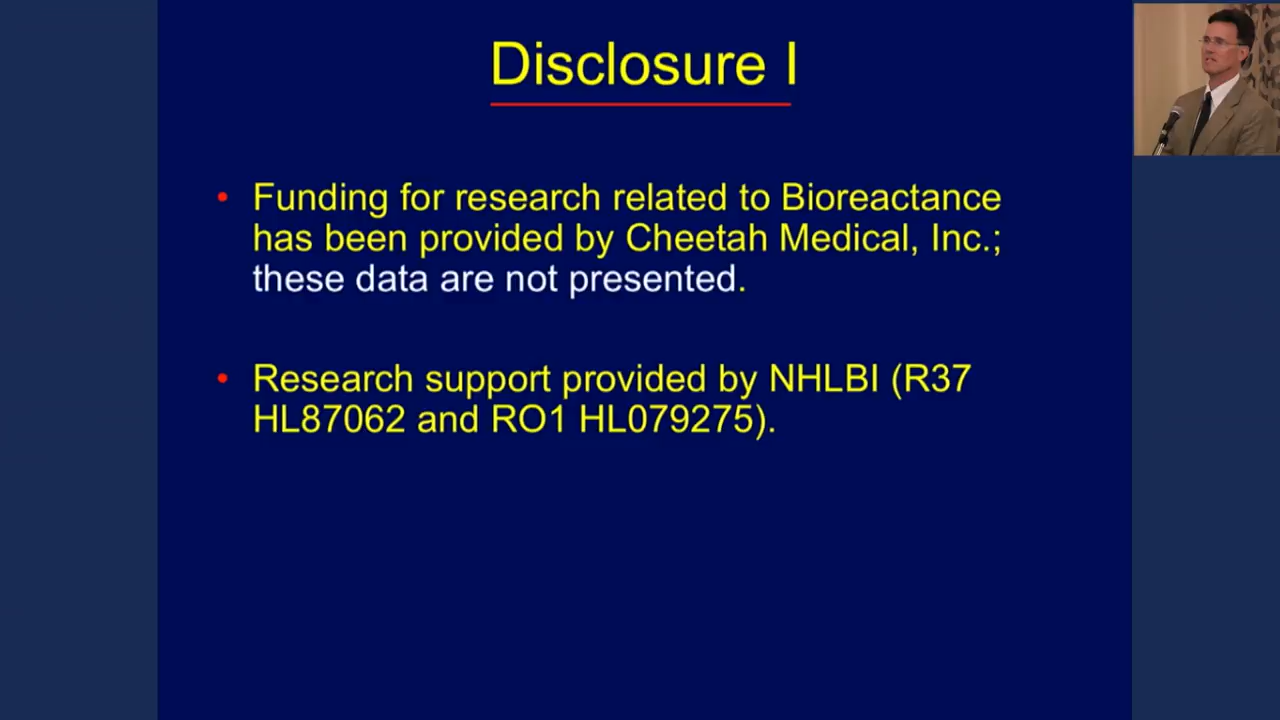 Disclosure I
• Funding for research related to Bioreactance
has been provided by Cheetah Medical, Inc.;
these data are not presented.
• Research support provided by NHLBI (R37
HL87062 and RO1 HL079275).